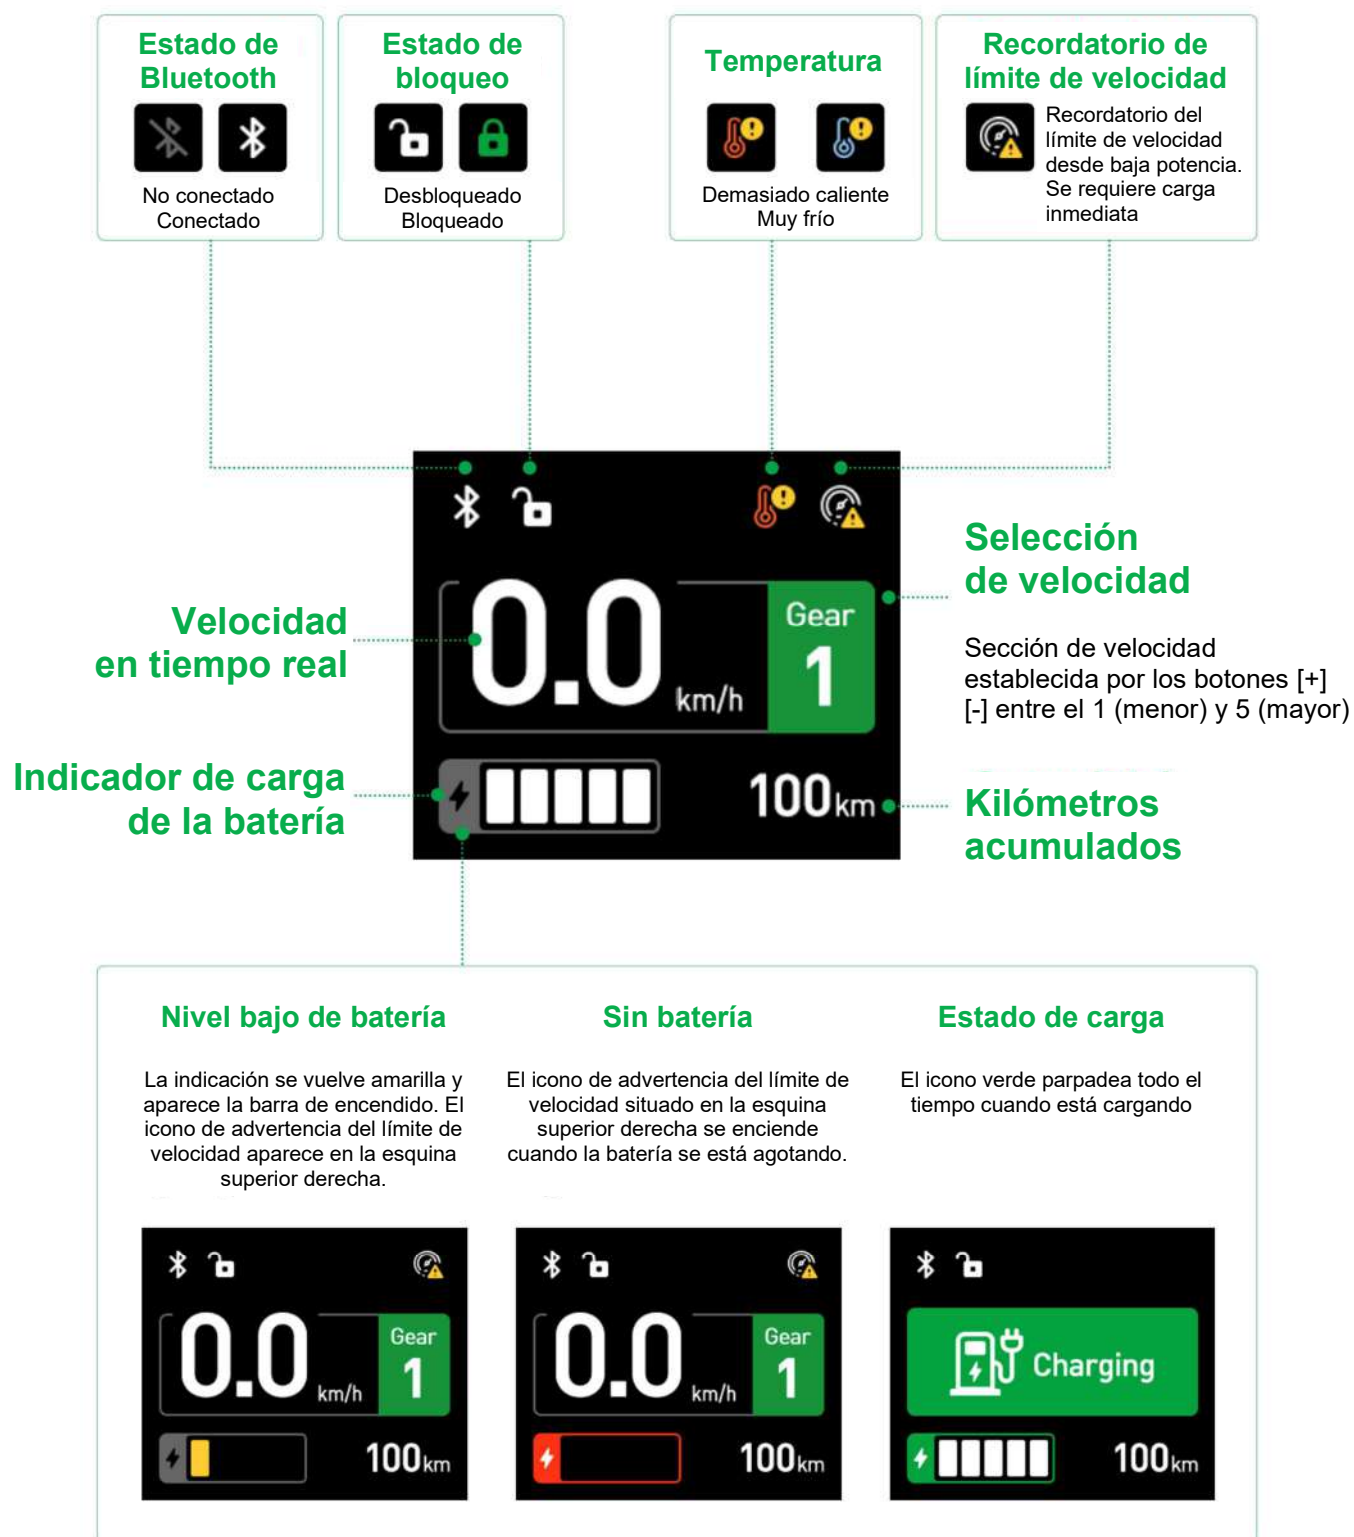 Estado de
Bluetooth
No conectado
Conectado
Estado de
bloqueo
Desbloqueado
Bloqueado
Temperatura
Demasiado caliente
Muy frío
Recordatorio de
límite de velocidad
Recordatorio del
límite de velocidad
desde baja potencia.
Se requiere carga
inmediata
Velocidad
en tiempo real
0.0
km/h
Gear
1
Selección
de velocidad
Sección de velocidad
establecida por los botones [+]
[-] entre el 1 (menor) y 5 (mayor)
Indicador de carga
de la batería
100km
Kilómetros
acumulados
Nivel bajo de batería
La indicación se vuelve amarilla y
aparece la barra de encendido. El
icono de advertencia del límite de
velocidad aparece en la esquina
superior derecha.
0.0
km/h
Gear
1
100km
Sin batería
El icono de advertencia del límite de
velocidad situado en la esquina
superior derecha se enciende
cuando la batería se está agotando.
0.0
km/h
Gear
1
100km
Estado de carga
El icono verde parpadea todo el
tiempo cuando está cargando
Charging
100km